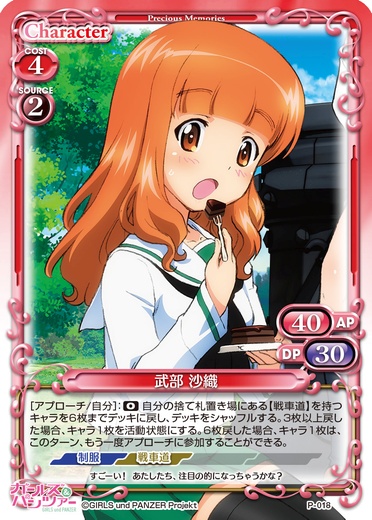 Precious Memories
Character
COST
4
SOURCE
2
40 AP
DP 30
武部 沙織
[アプローチ/自分]:0 自分の捨て札置き場にある【戦車道】を持つ
キャラを6枚までデッキに戻し、デッキをシャッフルする。3枚以上戻
した場合、キャラ1枚を活動状態にする。6枚戻した場合、キャラ1枚は、
このターン、もう一度アプローチに参加することができる。
制服 戦車道
すごーい! あたしたち、注目の的になっちゃうかな?
ガールズ&パンツァー
GIRLS und PANZER
©GIRLS und PANZER Projekt
P-018